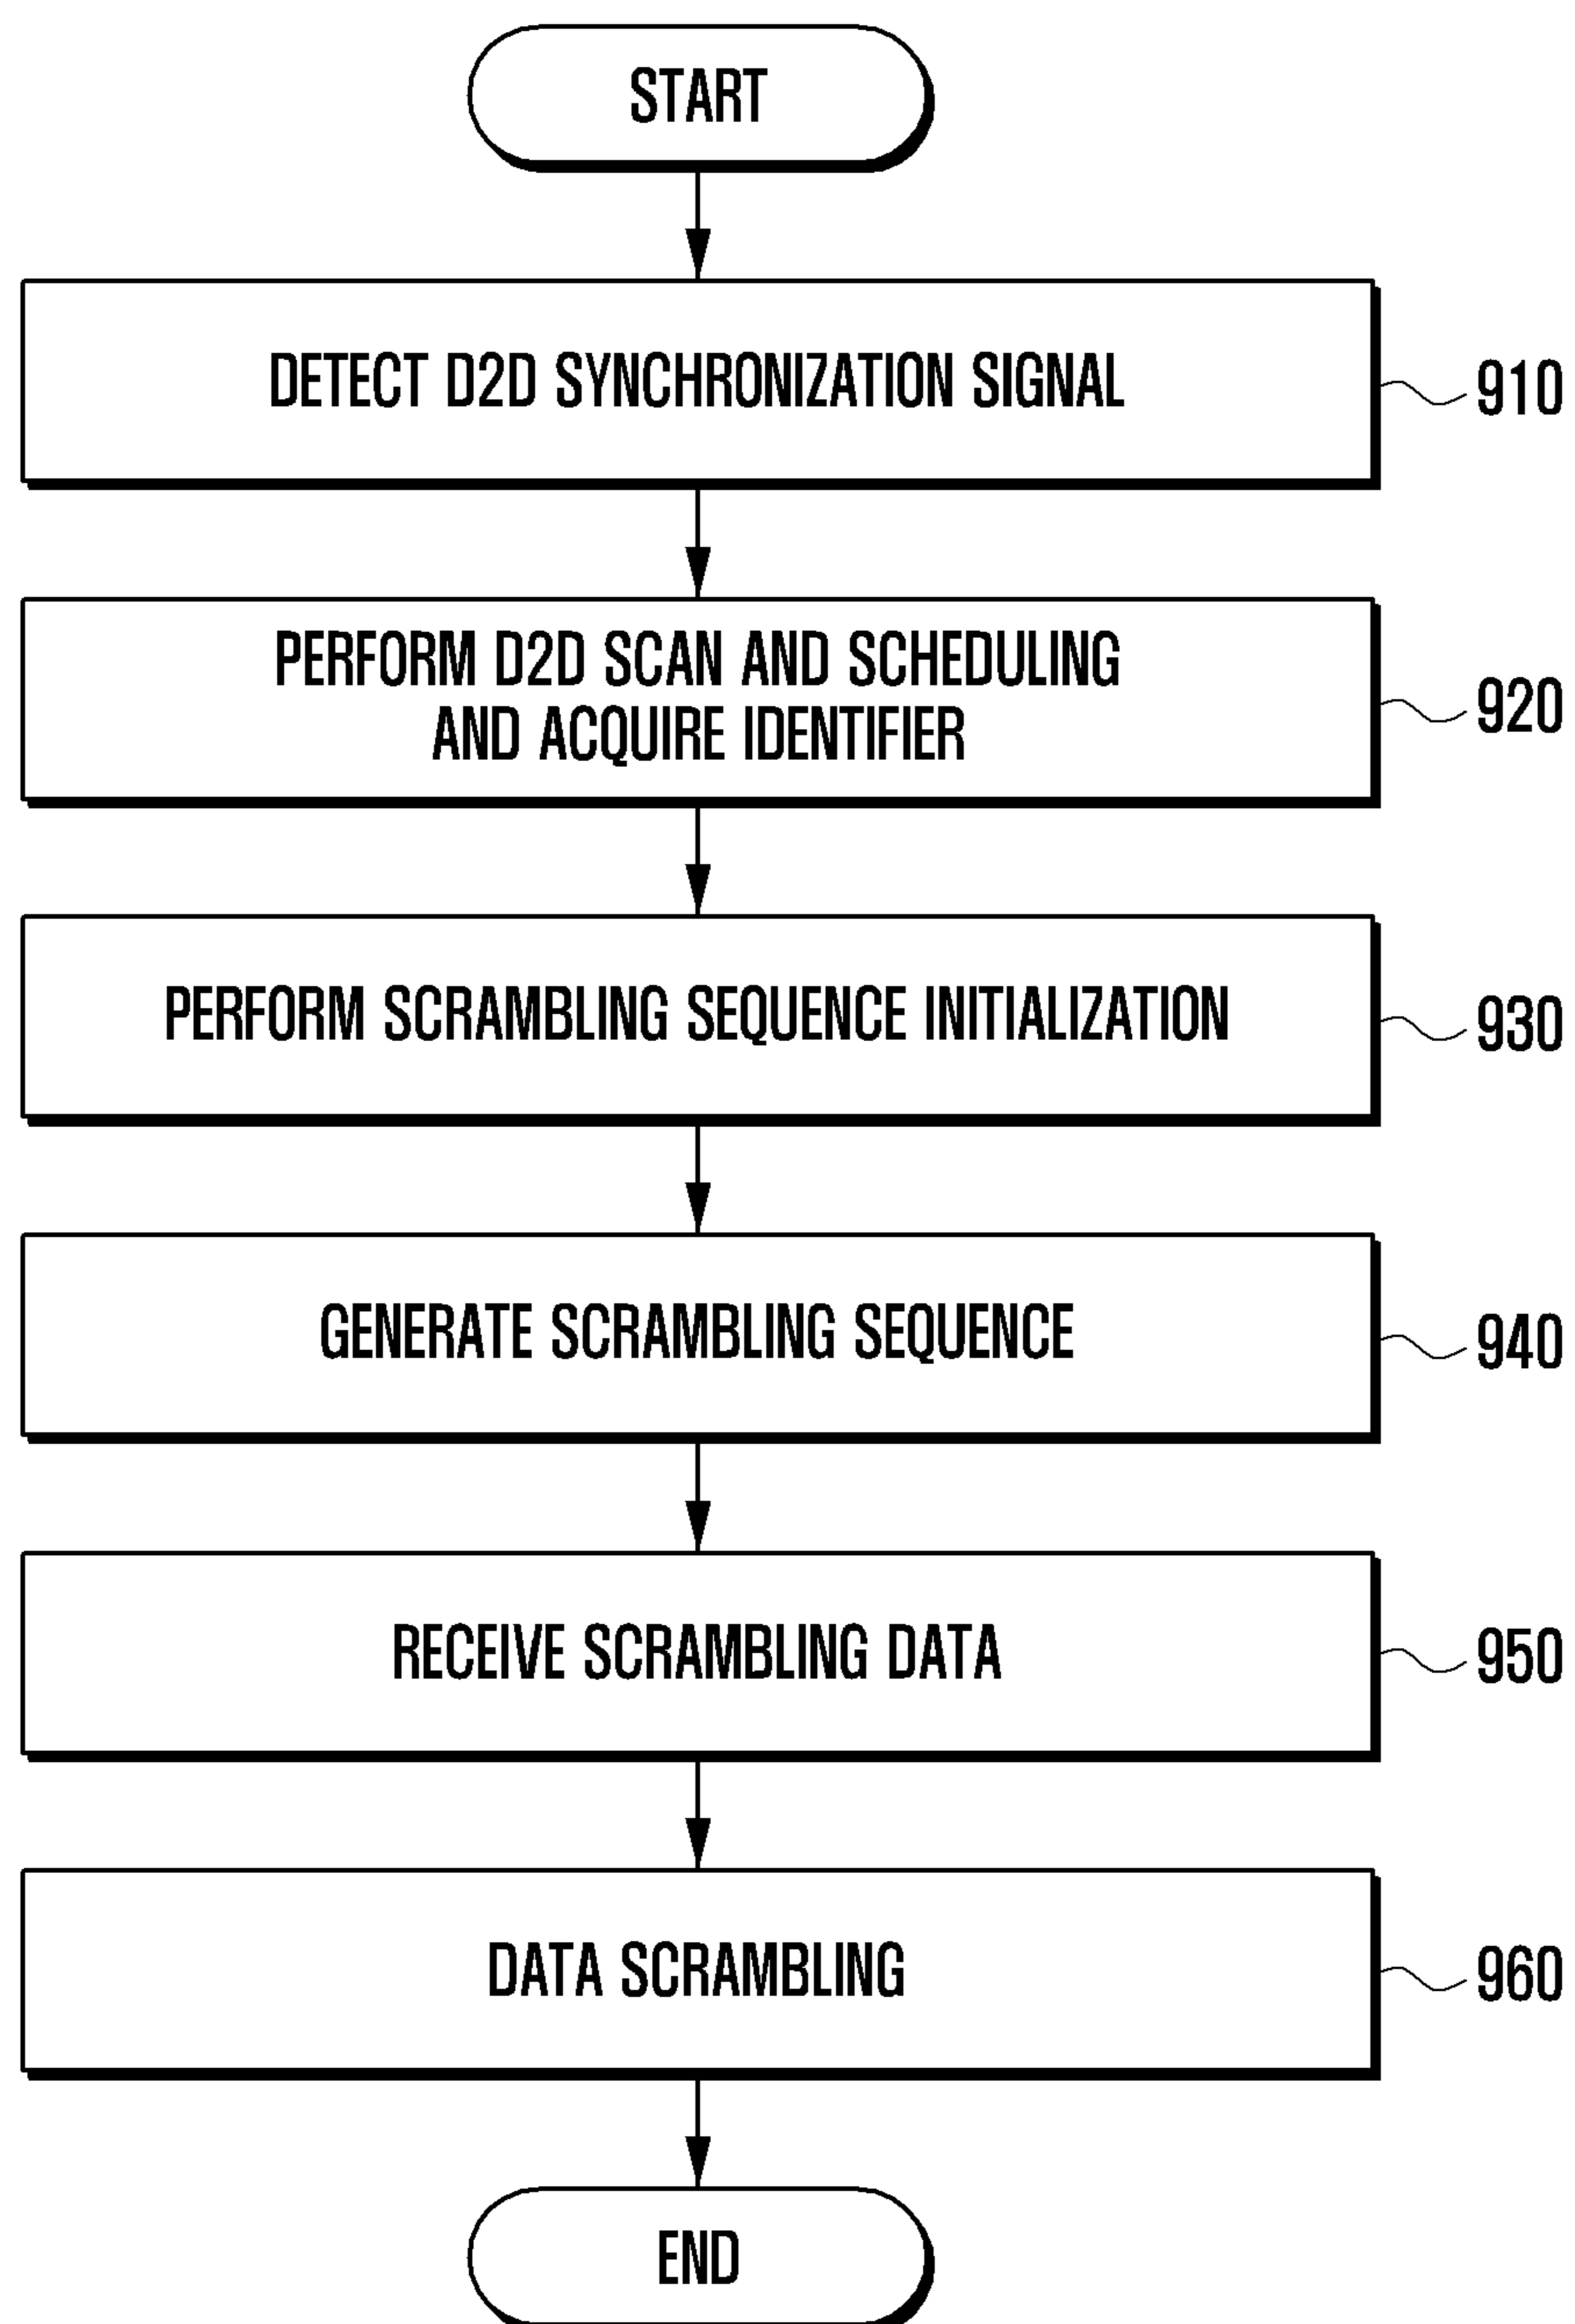 START
DETECT D2D SYNCHRONIZATION SIGNAL
910
PERFORM D2D SCAN AND SCHEDULING
AND ACQUIRE IDENTIFIER
920
PERFORM SCRAMBLING SEQUENCE INITIALIZATION
930
GENERATE SCRAMBLING SEQUENCE
940
RECEIVE SCRAMBLING DATA
950
DATA SCRAMBLING
960
END